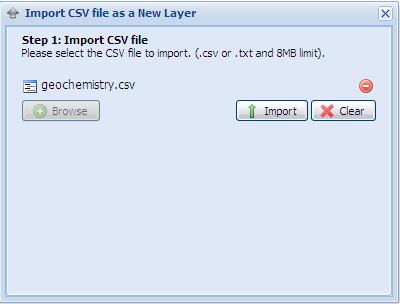 Import CSV file as a New Layer
Step 1: Import CSV file
Please select the CSV file to import. (.csv or .txt and 8MB limit).
geochemistry.csv
Browse Import Clear